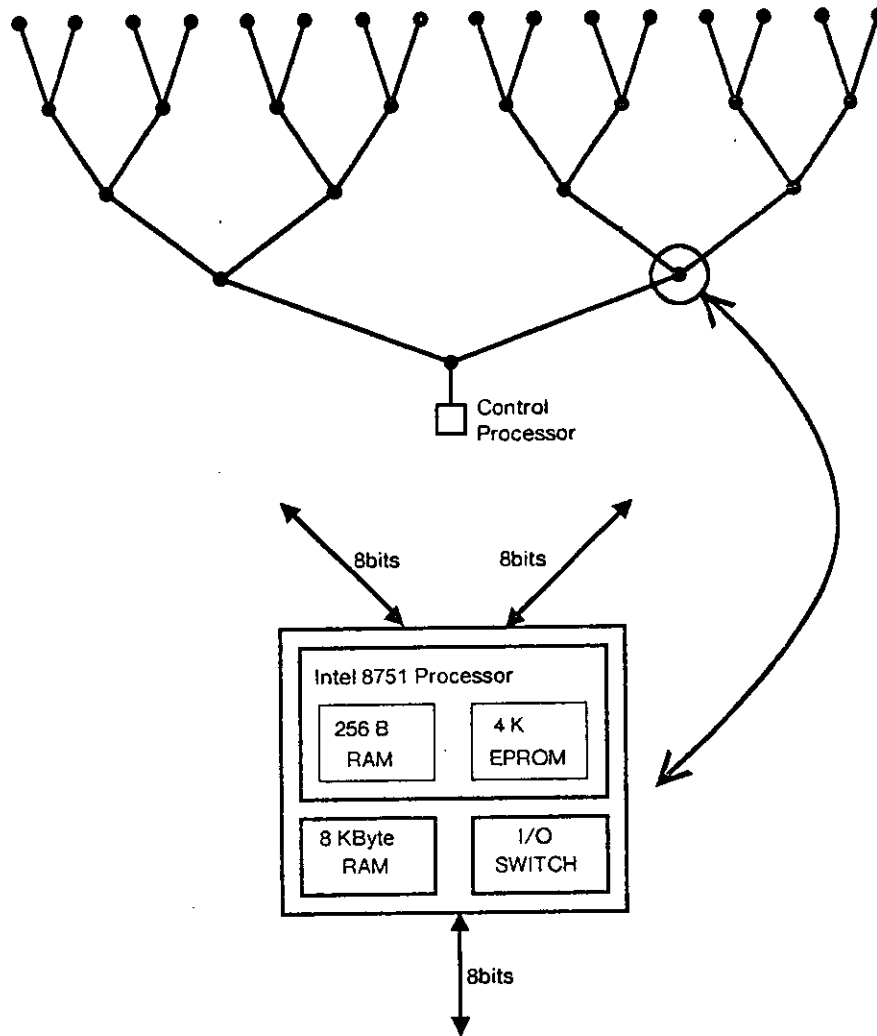 Control
Processor
8bits
8bits
Intel 8751 Processor
256 B
RAM
4 K
EPROM
8 KByte
RAM
I/O
SWITCH
8bits